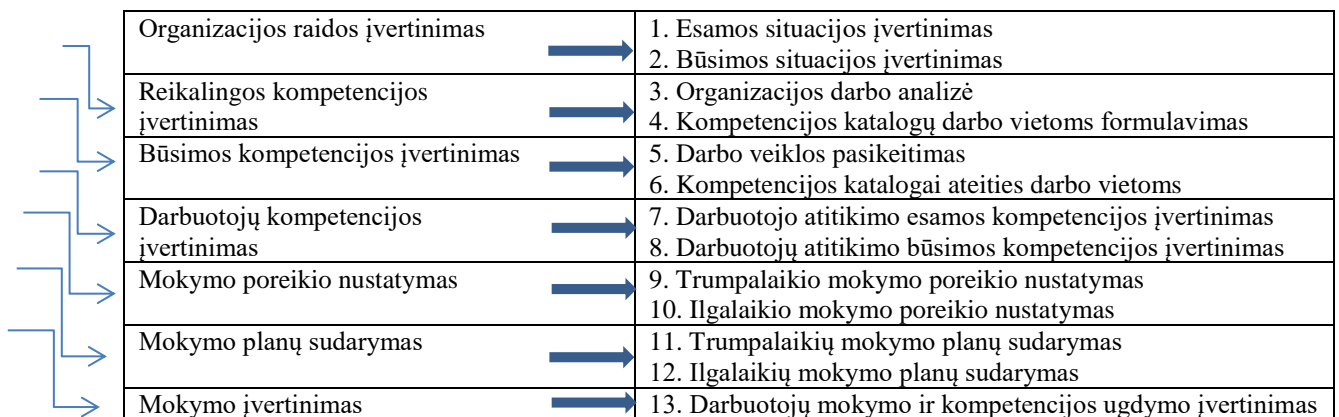 Organizacijos raidos įvertinimas
1. Esamos situacijos įvertinimas
2. Būsimos situacijos įvertinimas
Reikalingos kompetencijos
įvertinimas
3. Organizacijos darbo analizė
4. Kompetencijos katalogų darbo vietoms formulavimas
Būsimos kompetencijos įvertinimas
5. Darbo veiklos pasikeitimas
6. Kompetencijos katalogai ateities darbo vietoms
Darbuotojų kompetencijos
įvertinimas
7. Darbuotojo atitikimo esamos kompetencijos įvertinimas
8. Darbuotojų atitikimo būsimos kompetencijos įvertinimas
Mokymo poreikio nustatymas
9. Trumpalaikio mokymo poreikio nustatymas
10. Ilgalaikio mokymo poreikio nustatymas
Mokymo planų sudarymas
11. Trumpalaikių mokymo planų sudarymas
12. Ilgalaikių mokymo planų sudarymas
Mokymo įvertinimas
13. Darbuotojų mokymo ir kompetencijos ugdymo įvertinimas